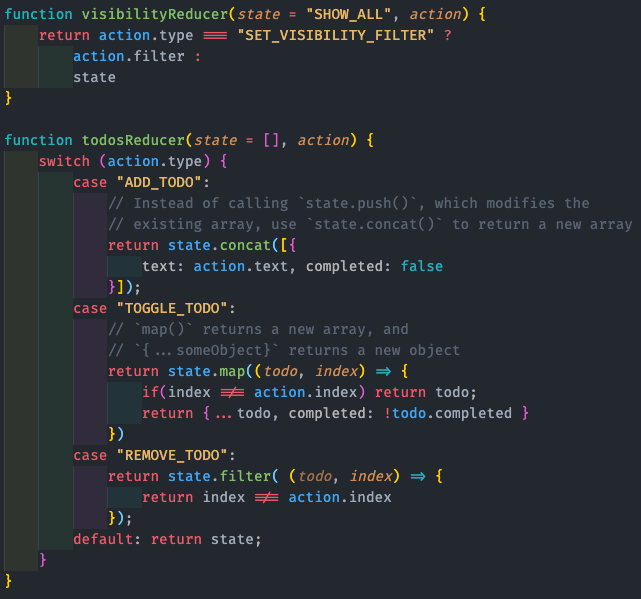 function visibilityReducer(state = "SHOW_ALL", action) {
    return action.type === "SET_VISIBILITY_FILTER" ?
        action.filter :
        state
}

function todosReducer(state = [], action) {
    switch (action.type) {
        case "ADD_TODO":
            // Instead of calling `state.push()`, which modifies the
            // existing array, use `state.concat()` to return a new array
            return state.concat([{
                text: action.text, completed: false
            }]);
        case "TOGGLE_TODO":
            // `map()` returns a new array, and
            // `{...someObject}` returns a new object
            return state.map((todo, index) => {
                if(index !== action.index) return todo;
                return {...todo, completed: !todo.completed }
            })
        case "REMOVE_TODO":
            return state.filter( (todo, index) => {
                return index !== action.index
            });
        default: return state;
    }
}